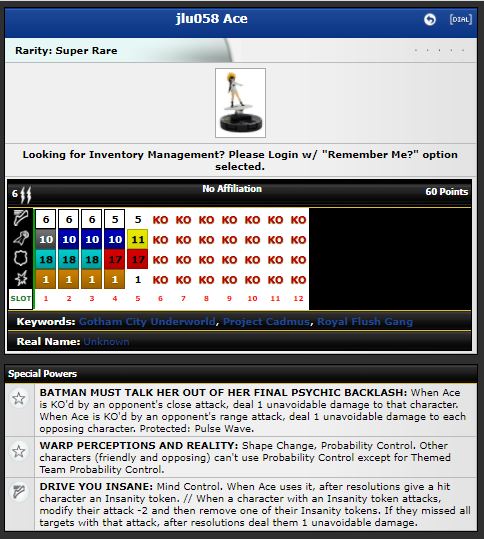 jlu058 Ace
[DIAL]
Rarity: Super Rare
Looking for Inventory Management? Please Login w/ "Remember Me?" option
selected.
6 No Affiliation 60 Points
6 6 6 5 5 KO KO KO KO KO KO KO
10 10 10 10 11 KO KO KO KO KO KO KO
18 18 18 17 17 KO KO KO KO KO KO KO
1 1 1 1 1 KO KO KO KO KO KO KO
SLOT 1 2 3 4 5 6 7 8 9 10 11 12
Keywords: Gotham City Underworld, Project Cadmus, Royal Flush Gang
Real Name: Unknown
Special Powers
BATMAN MUST TALK HER OUT OF HER FINAL PSYCHIC BACKLASH: When Ace
is KO'd by an opponent's close attack, deal 1 unavoidable damage to that character.
When Ace is KO'd by an opponent's range attack, deal 1 unavoidable damage to each
opposing character. Protected: Pulse Wave.
WARP PERCEPTIONS AND REALITY: Shape Change, Probability Control. Other
characters (friendly and opposing) can't use Probability Control except for Themed
Team Probability Control.
DRIVE YOU INSANE: Mind Control. When Ace uses it, after resolutions give a hit
character an Insanity token. // When a character with an Insanity token attacks,
modify their attack -2 and then remove one of their Insanity tokens. If they missed all
targets with that attack, after resolutions deal them 1 unavoidable damage.